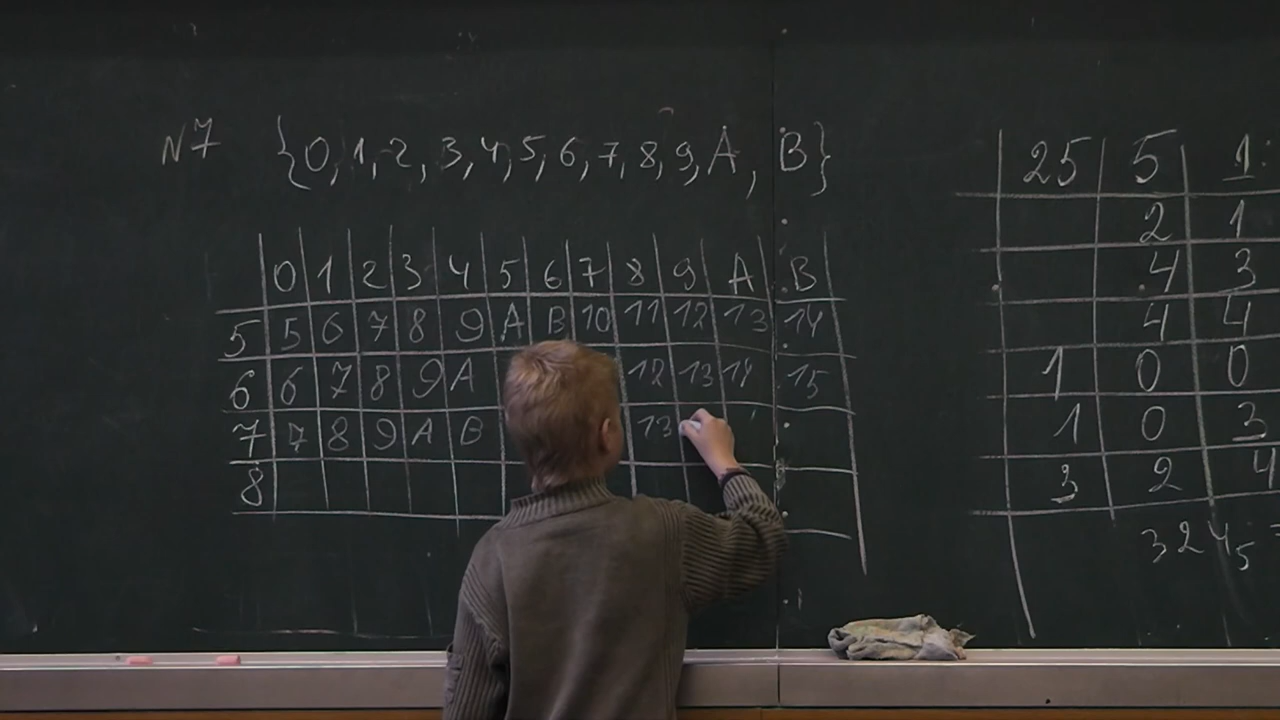 N7 {0,1,2,3,4,5,6,7,8,9,A,B}
0 1 2 3 4 5 6 7 8 9 A B
5 5 6 7 8 9 A B 10 11 12 13 14
6 6 7 8 9 A 12 13 14 15
7 7 8 9 A B 13
8
25 5 1
2 1
4 3
4 4
1 0 0
1 0 3
3 2 4
324₅ =